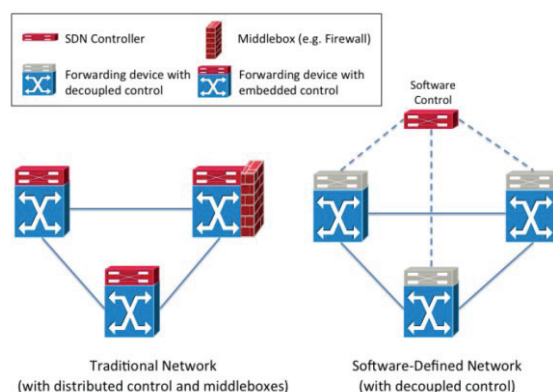 SDN Controller
Middlebox (e.g. Firewall)
Forwarding device with
decoupled control
Forwarding device with
embedded control
Software
Control
Traditional Network
(with distributed control and middleboxes)
Software-Defined Network
(with decoupled control)